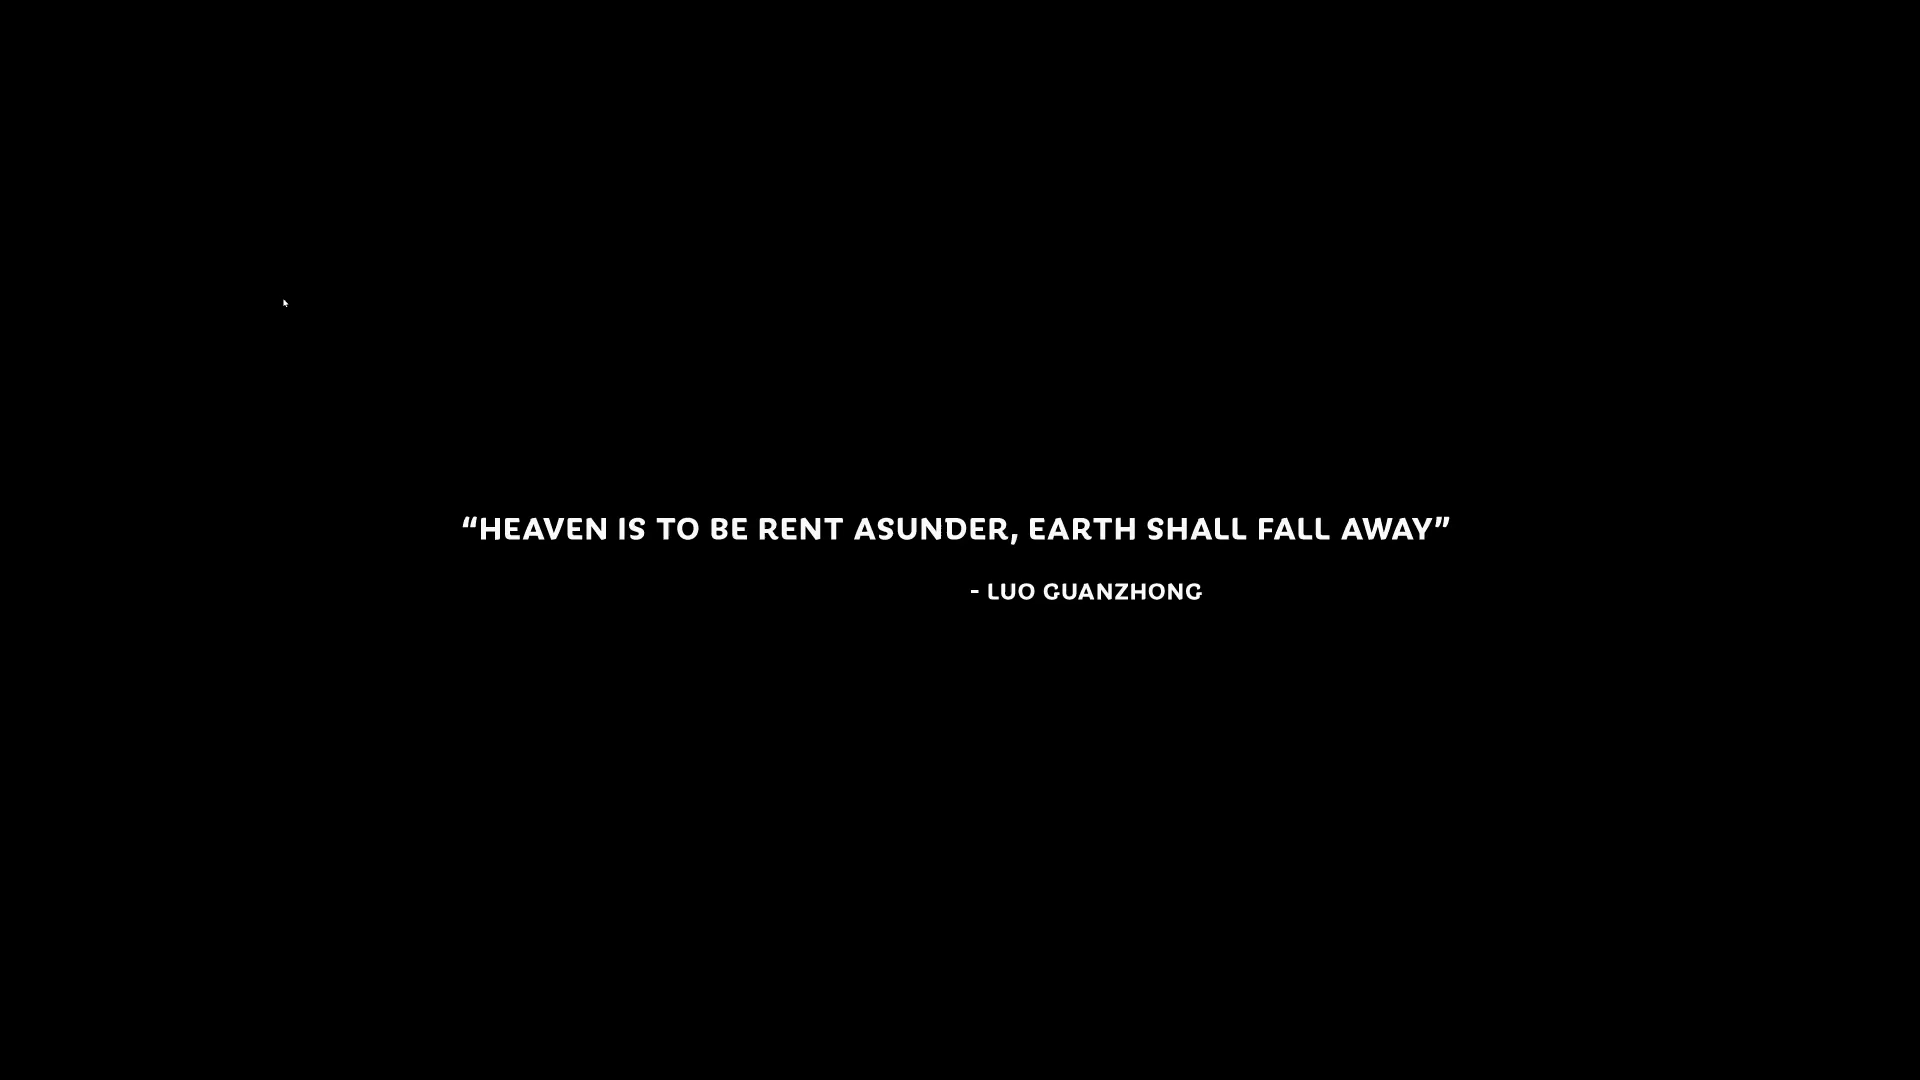 “HEAVEN IS TO BE RENT ASUNDER, EARTH SHALL FALL AWAY”
- LUO GUANZHONG